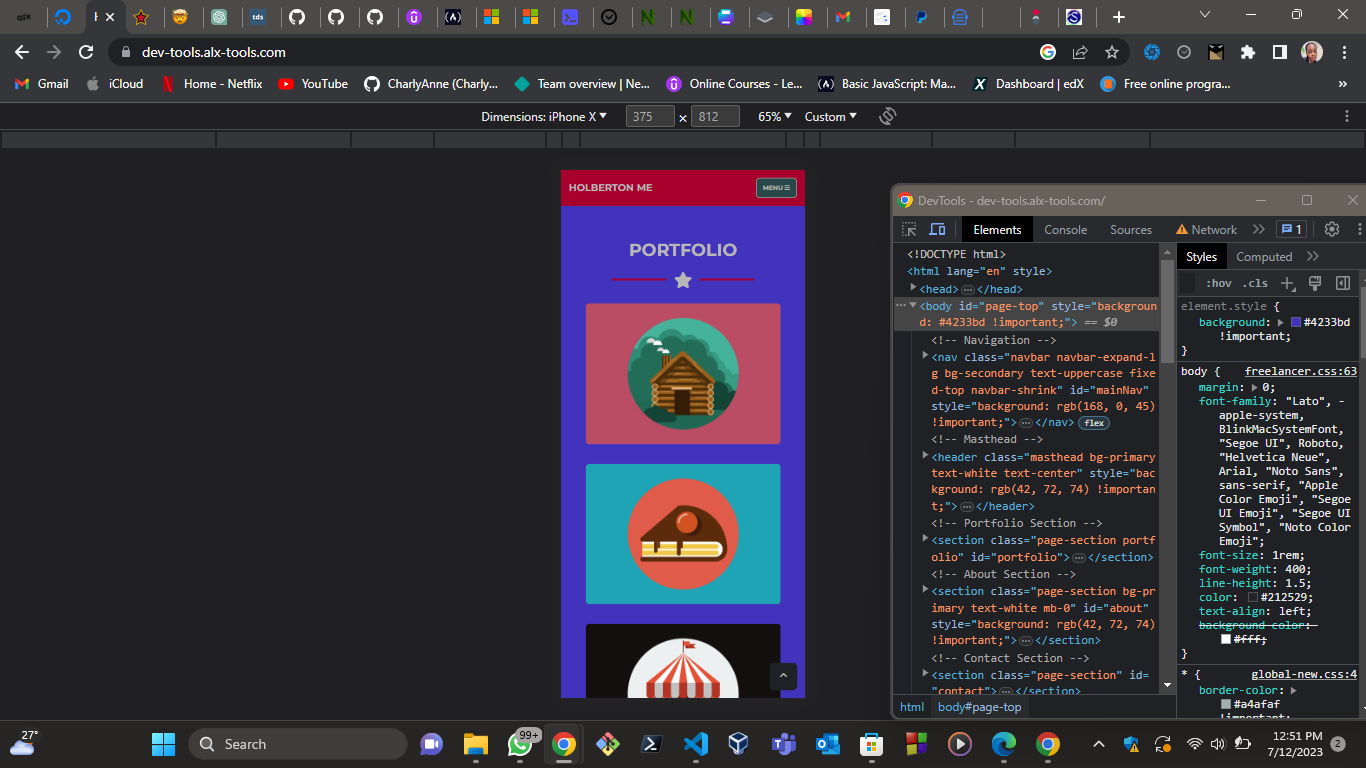 alx
tds
dev-tools.alx-tools.com
Gmail
iCloud
Home - Netflix
YouTube
CharlyAnne (Charly...
Team overview | Ne...
Online Courses - Le...
Basic JavaScript: Ma...
Dashboard | edX
Free online progra...
»
Dimensions: iPhone X
375
×
812
65%
Custom
HOLBERTON ME
MENU
PORTFOLIO
DevTools - dev-tools.alx-tools.com/
Elements
Console
Sources
Network
1
<!DOCTYPE html>
<html lang="en" style>
<head>…</head>
<body id="page-top" style="backgroun
d: #4233bd !important;"> == $0
<!-- Navigation -->
<nav class="navbar navbar-expand-l
g bg-secondary text-uppercase fixe
d-top navbar-shrink" id="mainNav"
style="background: rgb(168, 0, 45)
!important;">…</nav> flex
<!-- Masthead -->
<header class="masthead bg-primary
text-white text-center" style="bac
kground: rgb(42, 72, 74) !importan
t;">…</header>
<!-- Portfolio Section -->
<section class="page-section portf
olio" id="portfolio">…</section>
<!-- About Section -->
<section class="page-section bg-pr
imary text-white mb-0" id="about"
style="background: rgb(42, 72, 74)
!important;">…</section>
<!-- Contact Section -->
<section class="page-section" id=
"contact">…</section>
html body#page-top
Styles
Computed
:hov .cls
element.style {
background: #4233bd
!important;
}
body { freelancer.css:63
margin: 0;
font-family: "Lato", -
apple-system,
BlinkMacSystemFont,
"Segoe UI", Roboto,
"Helvetica Neue",
Arial, "Noto Sans",
sans-serif, "Apple
Color Emoji", "Segoe
UI Emoji", "Segoe UI
Symbol", "Noto Color
Emoji";
font-size: 1rem;
font-weight: 400;
line-height: 1.5;
color: #212529;
text-align: left;
background-color:
#fff;
}
* { global-new.css:4
border-color:
#a4afaf
!important;
27°
Search
99+
12:51 PM
7/12/2023
2